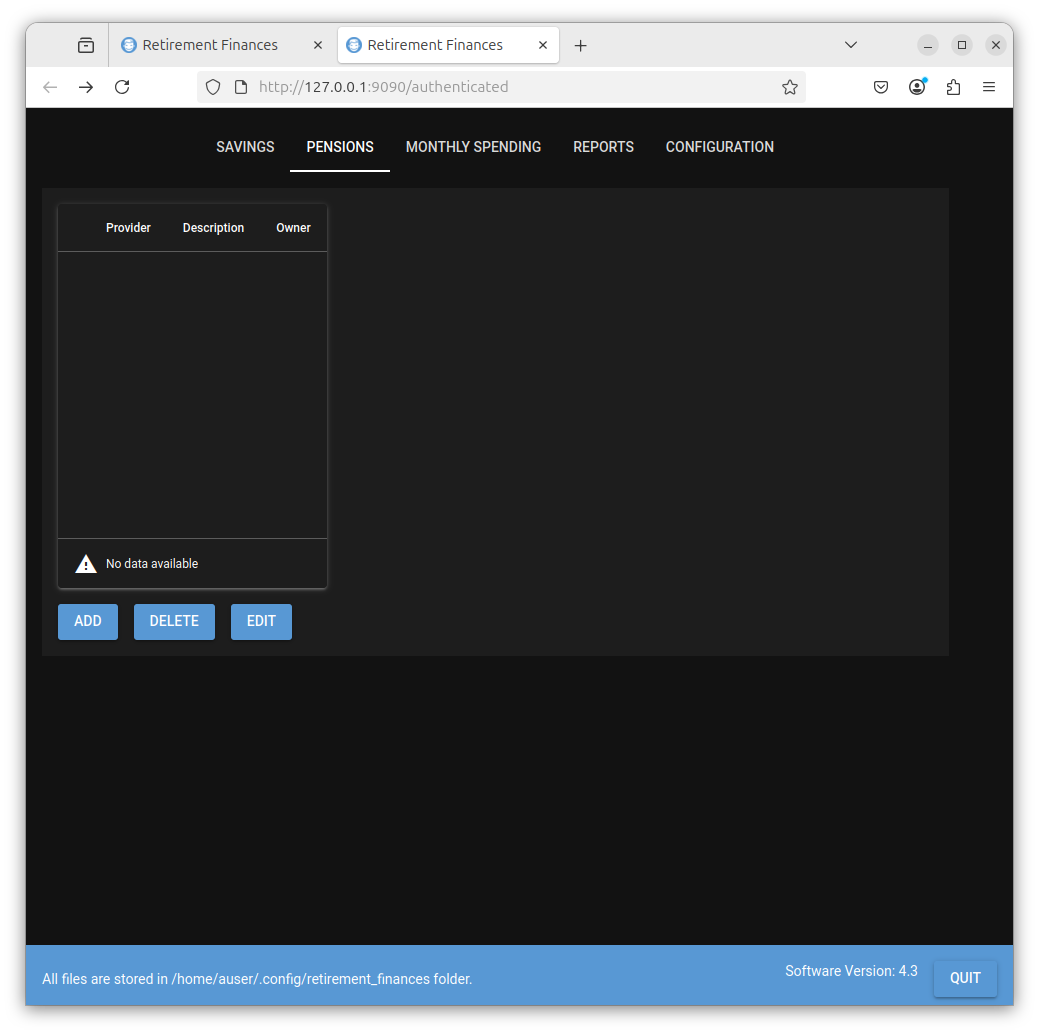 Retirement Finances
Retirement Finances
http://127.0.0.1:9090/authenticated
SAVINGS PENSIONS MONTHLY SPENDING REPORTS CONFIGURATION
Provider Description Owner
No data available
ADD DELETE EDIT
All files are stored in /home/auser/.config/retirement_finances folder.
Software Version: 4.3
QUIT